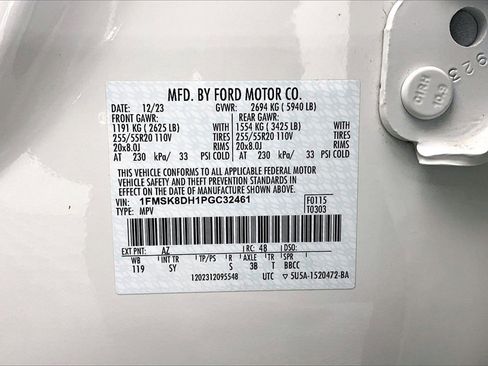 MFD. BY FORD MOTOR CO.
DATE: 12/23 GVWR: 2694 KG ( 5940 LB)
FRONT GAWR: REAR GAWR:
1191 KG ( 2625 LB) 1554 KG ( 3425 LB)
255/55R20 110V TIRES 255/55R20 110V TIRES
20x8.0J RIMS 20x8.0J RIMS
AT 230 kPa/ 33 PSI COLD AT 230 kPa/ 33 PSI COLD
THIS VEHICLE CONFORMS TO ALL APPLICABLE FEDERAL MOTOR
VEHICLE SAFETY AND THEFT PREVENTION STANDARDS IN
EFFECT ON THE DATE OF MANUFACTURE SHOWN ABOVE.
VIN: 1FMSK8DH1PGC32461 F0115
TYPE: MPV T0303
EXT PNT: AZ RC: 48 DSO:
WB INT TR TP/PS R AXLE TR SPR
119 SY S 3B T BBCC
1202312095548 UTC ▽ 5U5A-1520472-BA
923
HRIO